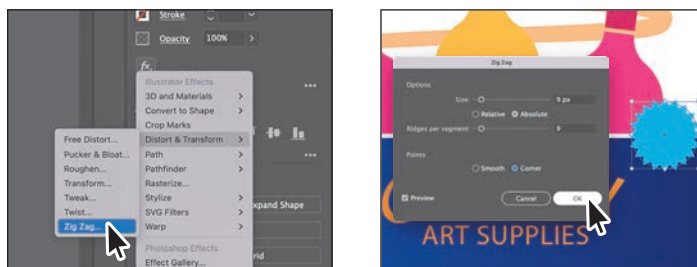 Stroke
Opacity 100%
fx
Illustrator Effects
3D and Materials
Convert to Shape
Crop Marks
Distort & Transform
Path
Pathfinder
Rasterize...
Stylize
SVG Filters
Warp
Photoshop Effects
Effect Gallery...
Free Distort...
Pucker & Bloat...
Roughen...
Transform...
Tweak...
Twist...
Zig Zag...
xpand Shape
rid
Zig Zag
Options
Size: 9 px
Relative Absolute
Ridges per segment: 9
Points
Smooth Corner
Preview Cancel OK
ART SUPPLIES